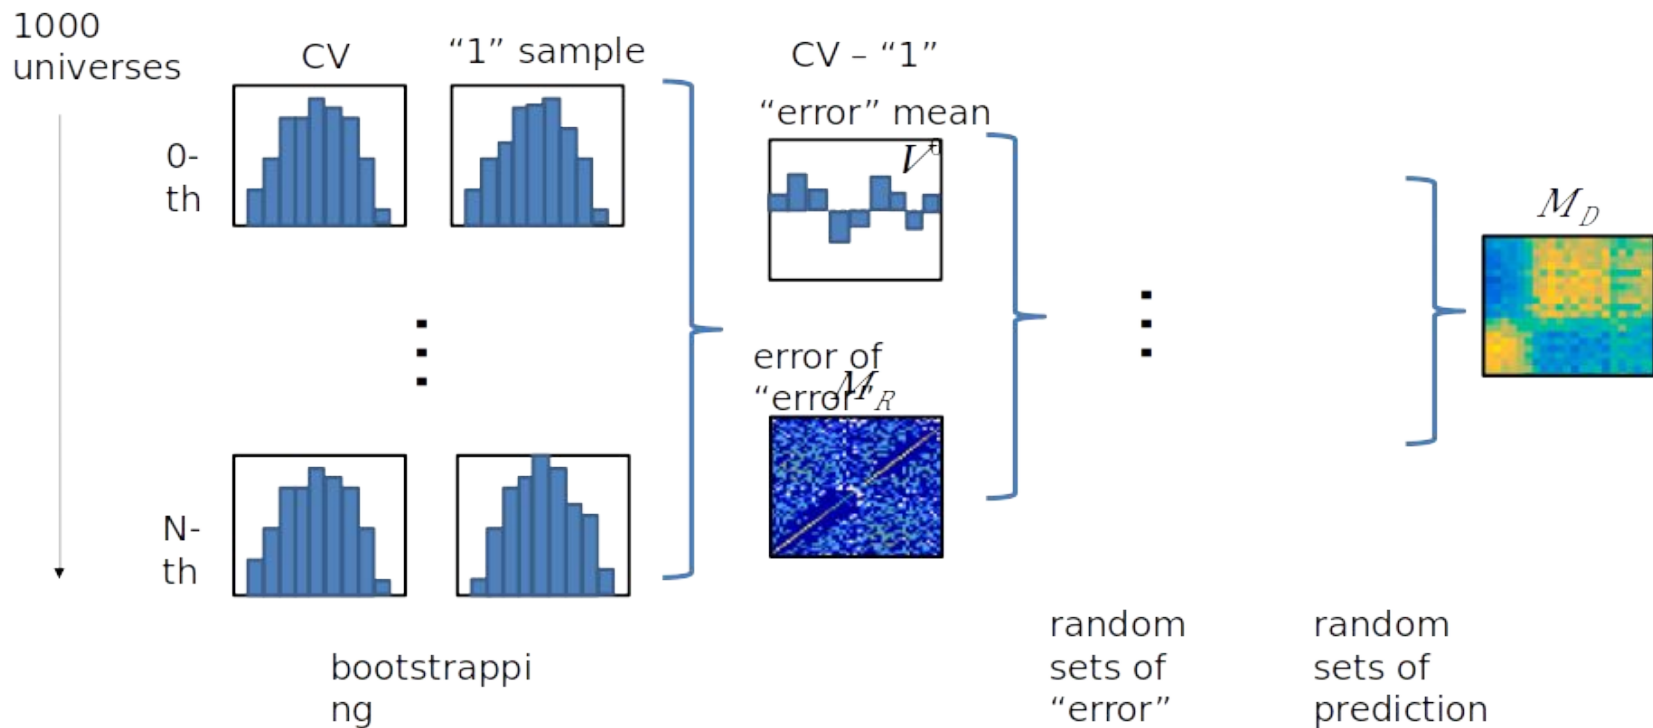 1000
universes
CV
“1” sample
CV – “1”
“error” mean
V⁰
0-
th
M_D
error of
“error”
M_R
N-
th
bootstrappi
ng
random
sets of
“error”
random
sets of
prediction